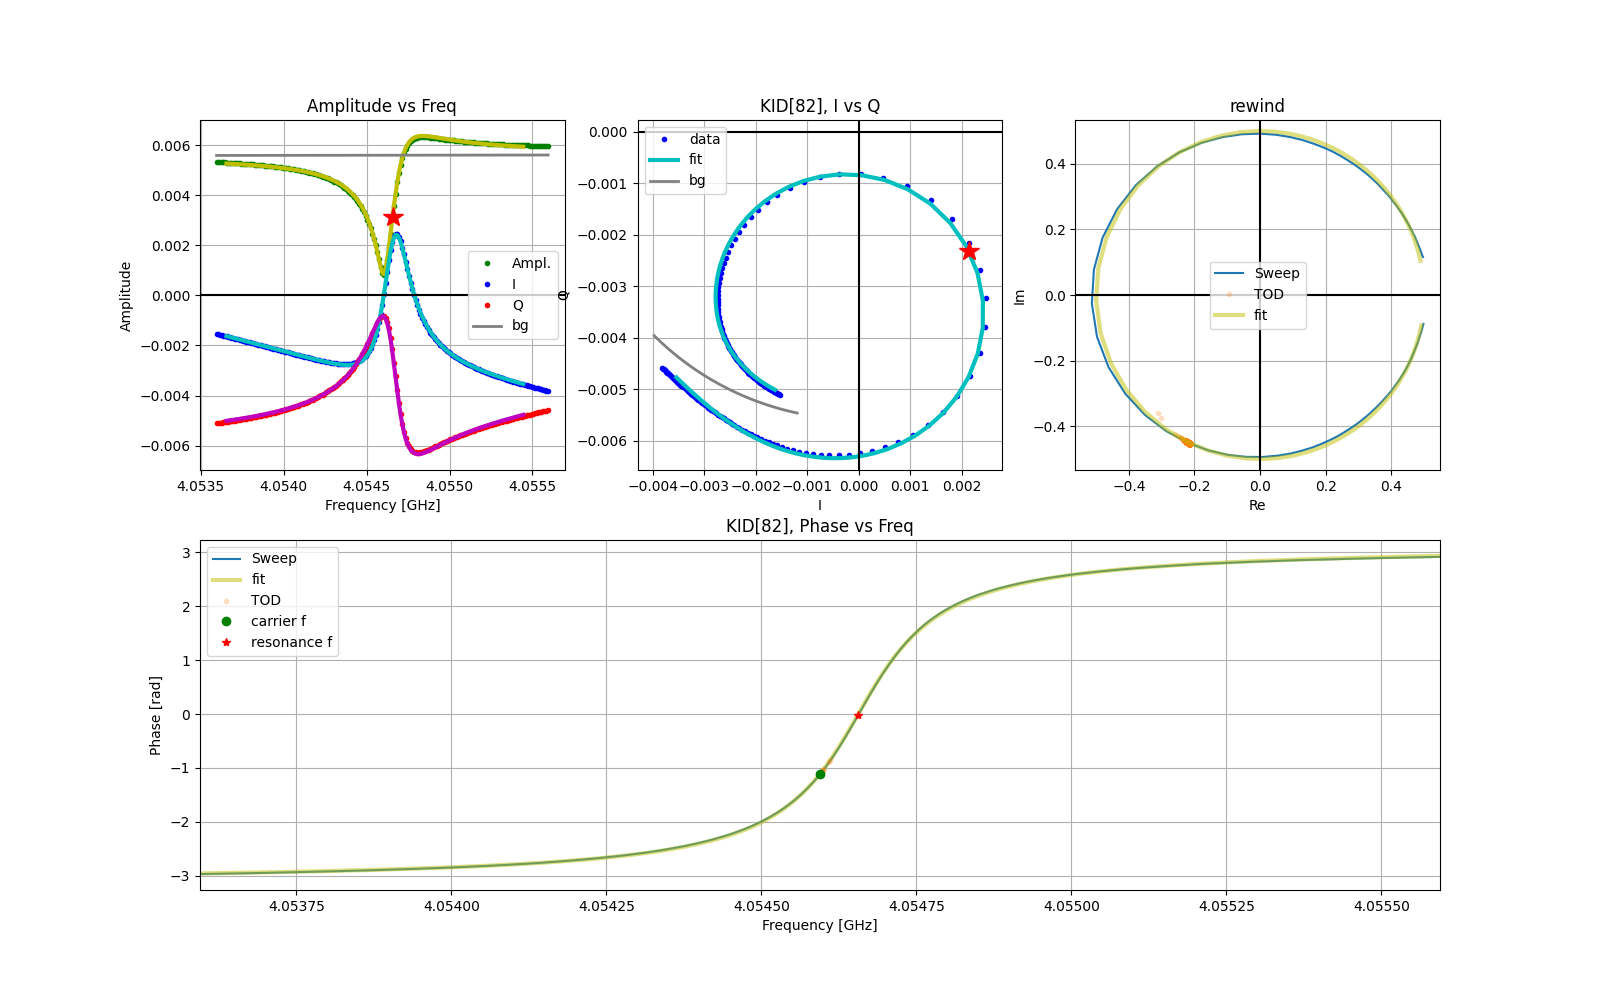 Amplitude vs Freq
Amplitude
0.006
0.004
0.002
0.000
−0.002
−0.004
−0.006
Ampl.
I
Q
bg
4.0535
4.0540
4.0545
4.0550
4.0555
Frequency [GHz]
KID[82], I vs Q
Q
0.000
−0.001
−0.002
−0.003
−0.004
−0.005
−0.006
data
fit
bg
−0.004
−0.003
−0.002
−0.001
0.000
0.001
0.002
I
rewind
Im
0.4
0.2
0.0
−0.2
−0.4
Sweep
TOD
fit
−0.4
−0.2
0.0
0.2
0.4
Re
KID[82], Phase vs Freq
Phase [rad]
3
2
1
0
−1
−2
−3
Sweep
fit
TOD
carrier f
resonance f
4.05375
4.05400
4.05425
4.05450
4.05475
4.05500
4.05525
4.05550
Frequency [GHz]